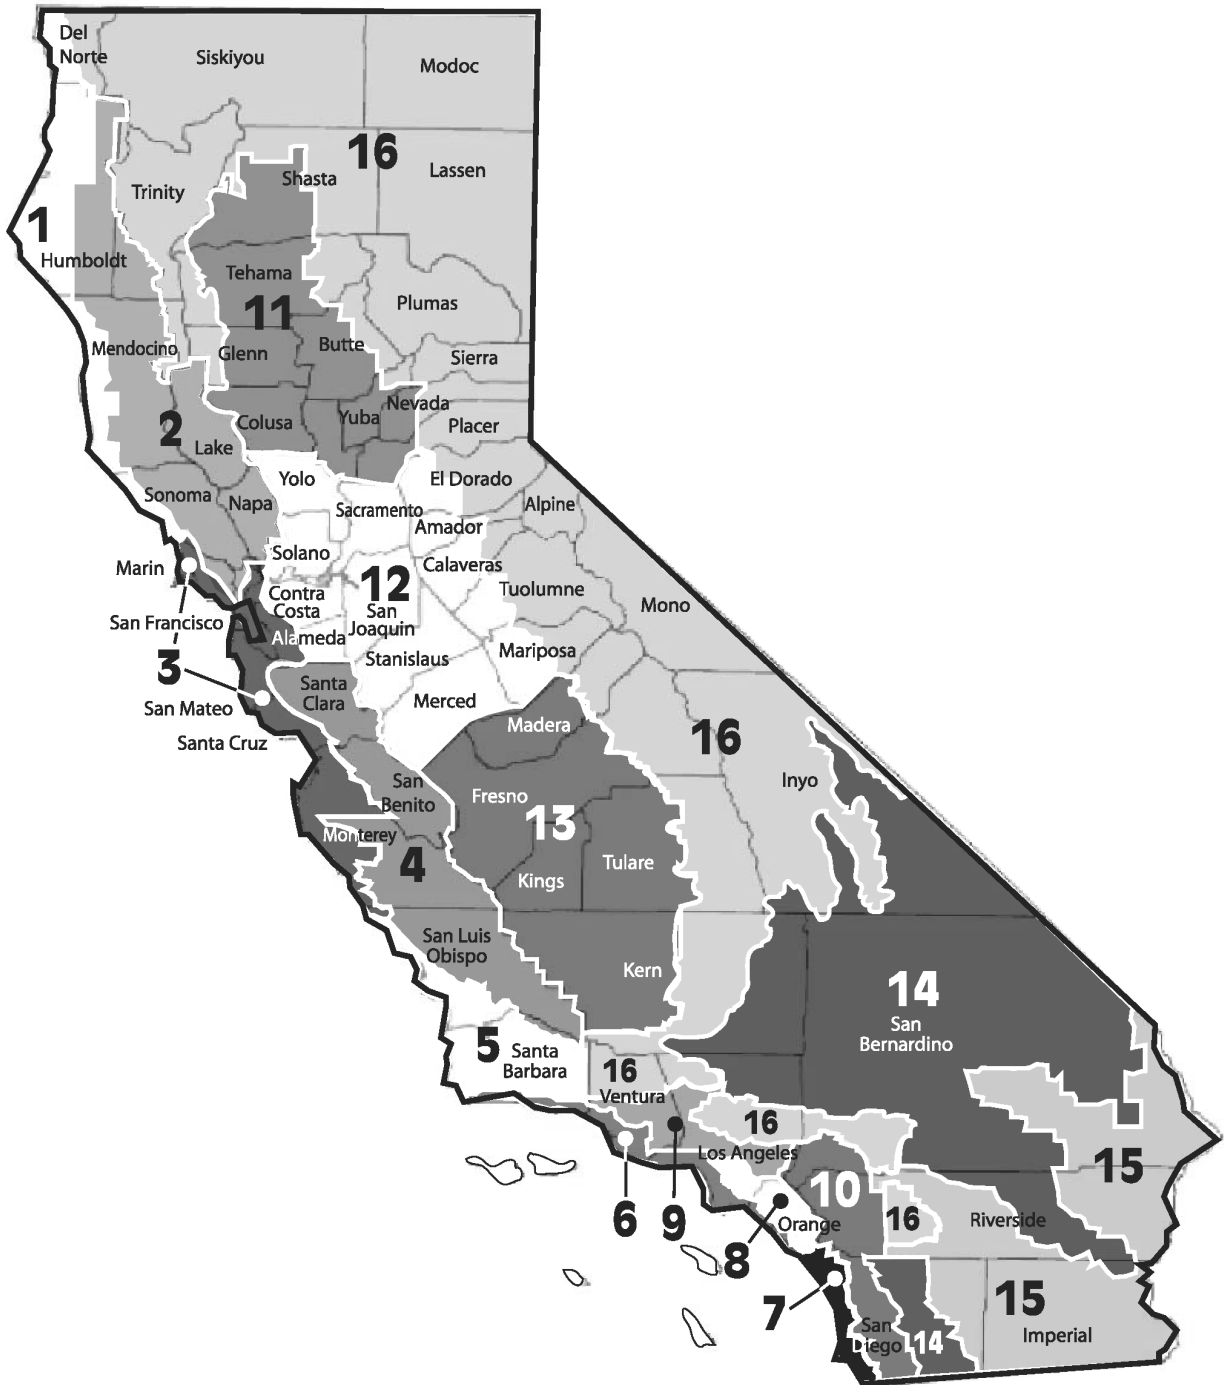 Del
Norte
Siskiyou
Modoc
16
Shasta
Lassen
Trinity
1
Humboldt
Tehama
11
Plumas
Mendocino
Glenn
Butte
Sierra
Nevada
Yuba
Colusa
2
Placer
Lake
Yolo
El Dorado
Sonoma
Napa
Sacramento
Alpine
Amador
Solano
Marin
Calaveras
12
Contra
Costa
Tuolumne
Mono
San
Joaquin
San Francisco
Alameda
3
Stanislaus
Mariposa
Santa
Clara
Merced
San Mateo
Madera
16
Santa Cruz
San
Benito
Inyo
Fresno
13
Monterey
4
Tulare
Kings
San Luis
Obispo
Kern
14
San
Bernardino
5
Santa
Barbara
16
Ventura
16
Los Angeles
15
10
6
9
8
Orange
16
Riverside
7
15
San
Diego
14
Imperial